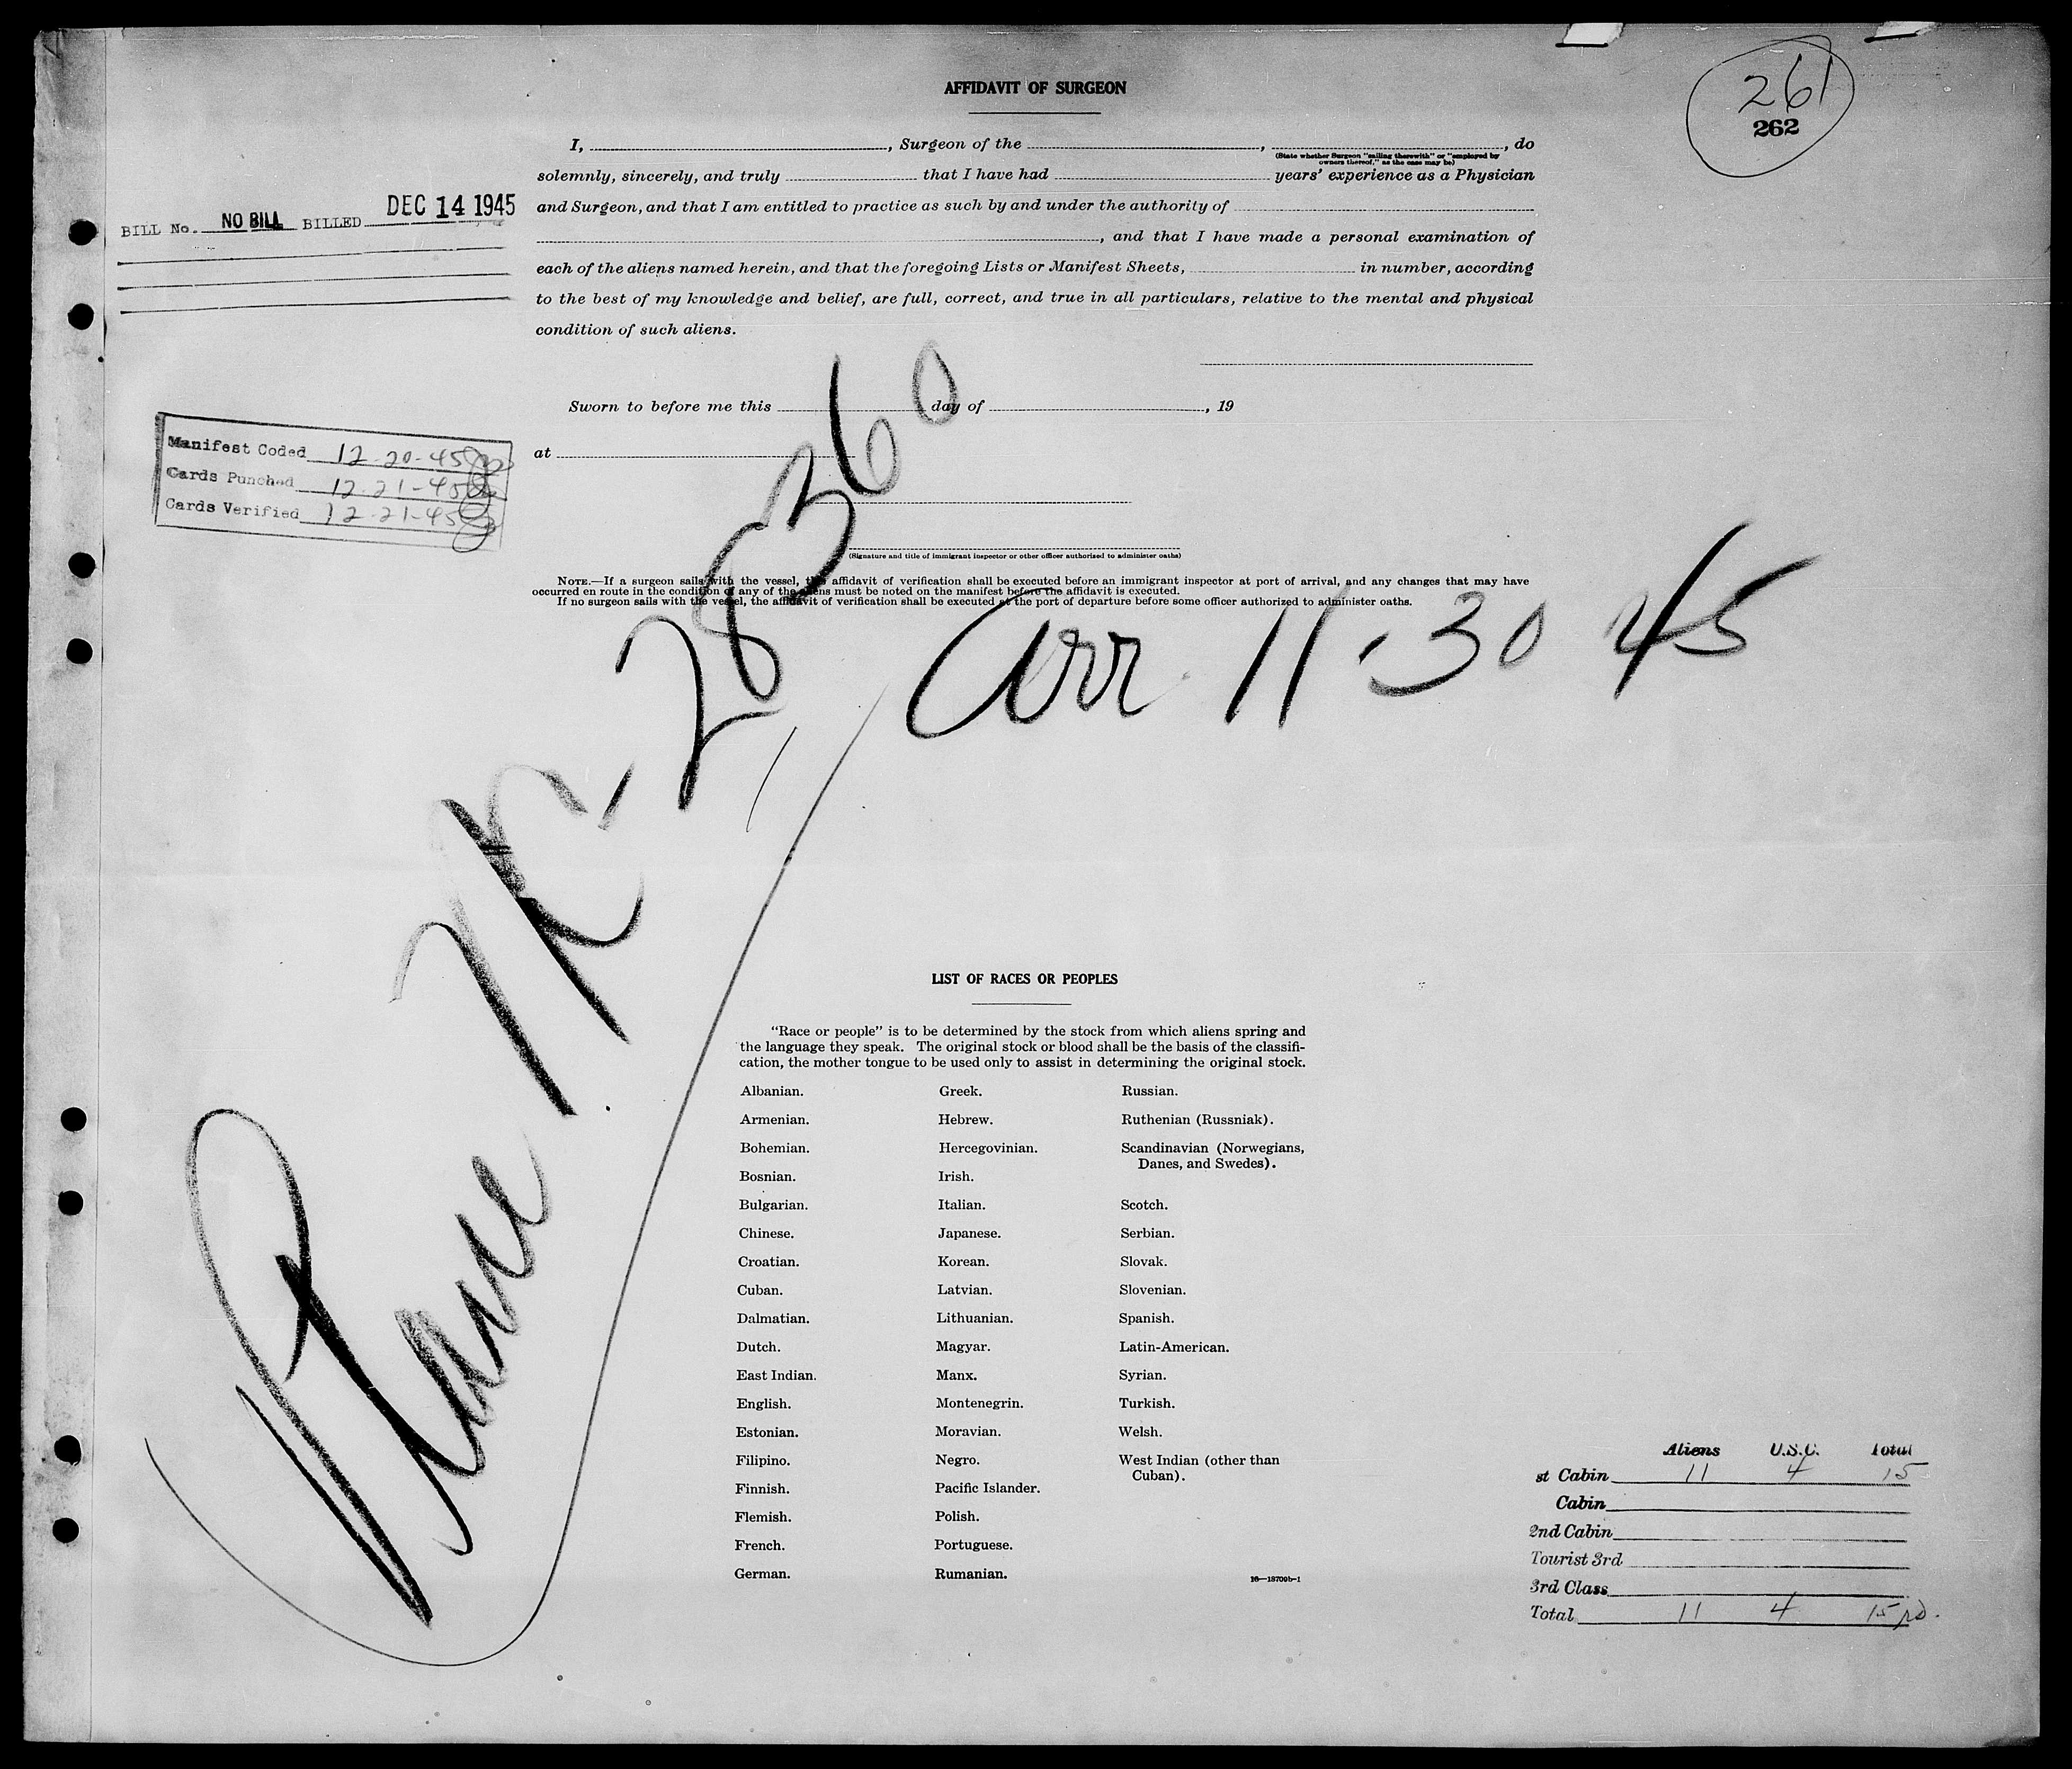 261
262
AFFIDAVIT OF SURGEON
I, , Surgeon of the , , do
(State whether Surgeon "sailing therewith" or "employed by
owners thereof," as the case may be)
solemnly, sincerely, and truly that I have had years' experience as a Physician
and Surgeon, and that I am entitled to practice as such by and under the authority of
, and that I have made a personal examination of
each of the aliens named herein, and that the foregoing Lists or Manifest Sheets, in number, according
to the best of my knowledge and belief, are full, correct, and true in all particulars, relative to the mental and physical
condition of such aliens.
BILL No. NO BILL BILLED DEC 14 1945
Sworn to before me this day of , 19
at
Manifest Coded 12-20-45
Cards Punched 12-21-45
Cards Verified 12-21-45
(Signature and title of immigrant inspector or other officer authorized to administer oaths)
NOTE.—If a surgeon sails with the vessel, the affidavit of verification shall be executed before an immigrant inspector at port of arrival, and any changes that may have
occurred en route in the condition of any of the aliens must be noted on the manifest before the affidavit is executed.
If no surgeon sails with the vessel, the affidavit of verification shall be executed at the port of departure before some officer authorized to administer oaths.
Plane NC-28360
arr 11-30 45
LIST OF RACES OR PEOPLES
"Race or people" is to be determined by the stock from which aliens spring and
the language they speak. The original stock or blood shall be the basis of the classifi-
cation, the mother tongue to be used only to assist in determining the original stock.
Albanian.
Armenian.
Bohemian.
Bosnian.
Bulgarian.
Chinese.
Croatian.
Cuban.
Dalmatian.
Dutch.
East Indian.
English.
Estonian.
Filipino.
Finnish.
Flemish.
French.
German.
Greek.
Hebrew.
Hercegovinian.
Irish.
Italian.
Japanese.
Korean.
Latvian.
Lithuanian.
Magyar.
Manx.
Montenegrin.
Moravian.
Negro.
Pacific Islander.
Polish.
Portuguese.
Rumanian.
Russian.
Ruthenian (Russniak).
Scandinavian (Norwegians,
Danes, and Swedes).
Scotch.
Serbian.
Slovak.
Slovenian.
Spanish.
Latin-American.
Syrian.
Turkish.
Welsh.
West Indian (other than
Cuban).
16—18709b-1
Aliens U.S.C. Total
st Cabin 11 4 15
Cabin
2nd Cabin
Tourist 3rd
3rd Class
Total 11 4 15